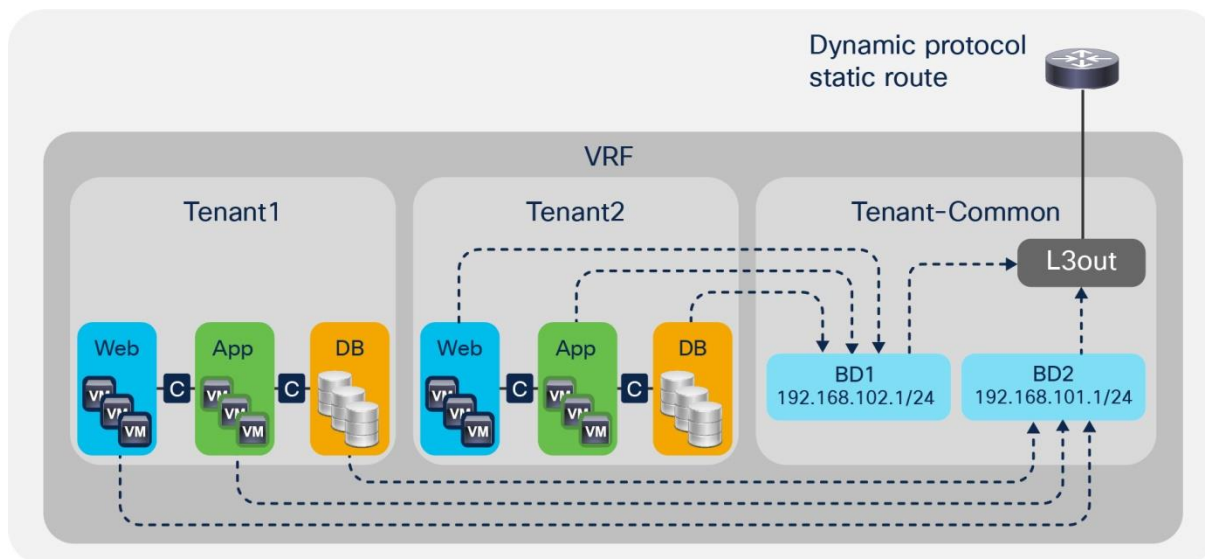 Dynamic protocol
static route
VRF
Tenant1
Tenant2
Tenant-Common
L3out
Web
App
DB
C
C
VM
VM
VM
VM
VM
VM
Web
App
DB
C
C
VM
VM
VM
VM
VM
VM
BD1
192.168.102.1/24
BD2
192.168.101.1/24